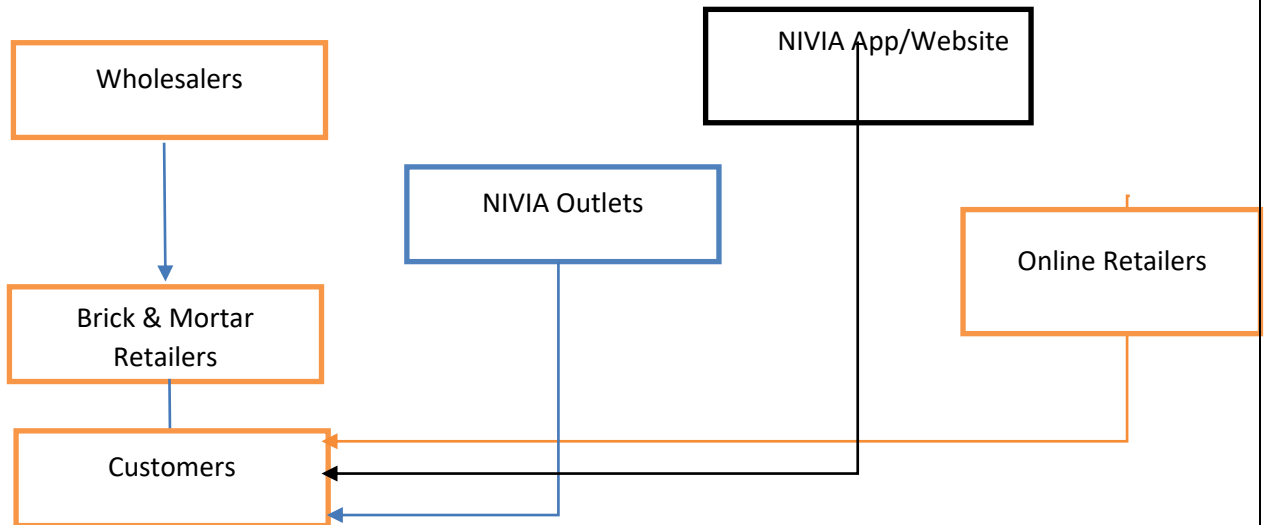 NIVIA App/Website
Wholesalers
NIVIA Outlets
Online Retailers
Brick & Mortar
Retailers
Customers